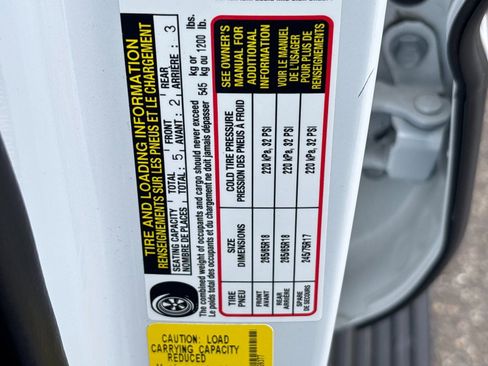 TIRE AND LOADING INFORMATION
RENSEIGNEMENTS SUR LES PNEUS ET LE CHARGEMENT
SEATING CAPACITY TOTAL 5 FRONT 2 REAR 3
NOMBRE DE PLACES TOTAL: AVANT: ARRIÈRE:
The combined weight of occupants and cargo should never exceed 545 kg or 1200 lbs.
Le poids total des occupants et du chargement ne doit jamais dépasser kg ou lb.
TIRE SIZE COLD TIRE PRESSURE
PNEU DIMENSIONS PRESSION DES PNEUS À FROID
FRONT 265/65R18 220 kPa, 32 PSI
AVANT
REAR 265/65R18 220 kPa, 32 PSI
ARRIÈRE
SPARE 245/75R17 220 kPa, 32 PSI
DE SECOURS
SEE OWNER'S
MANUAL FOR
ADDITIONAL
INFORMATION
VOIR LE MANUEL
DE L'USAGER
POUR PLUS DE
RENSEIGNEMENTS
CAUTION: LOAD
CARRYING CAPACITY
REDUCED